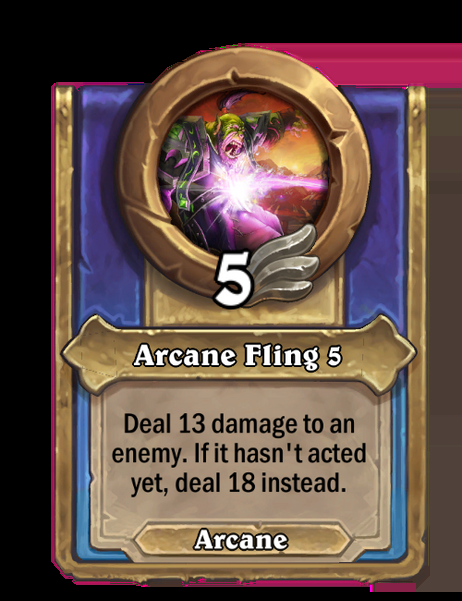 5
Arcane Fling 5
Deal 13 damage to an
enemy. If it hasn't acted
yet, deal 18 instead.
Arcane